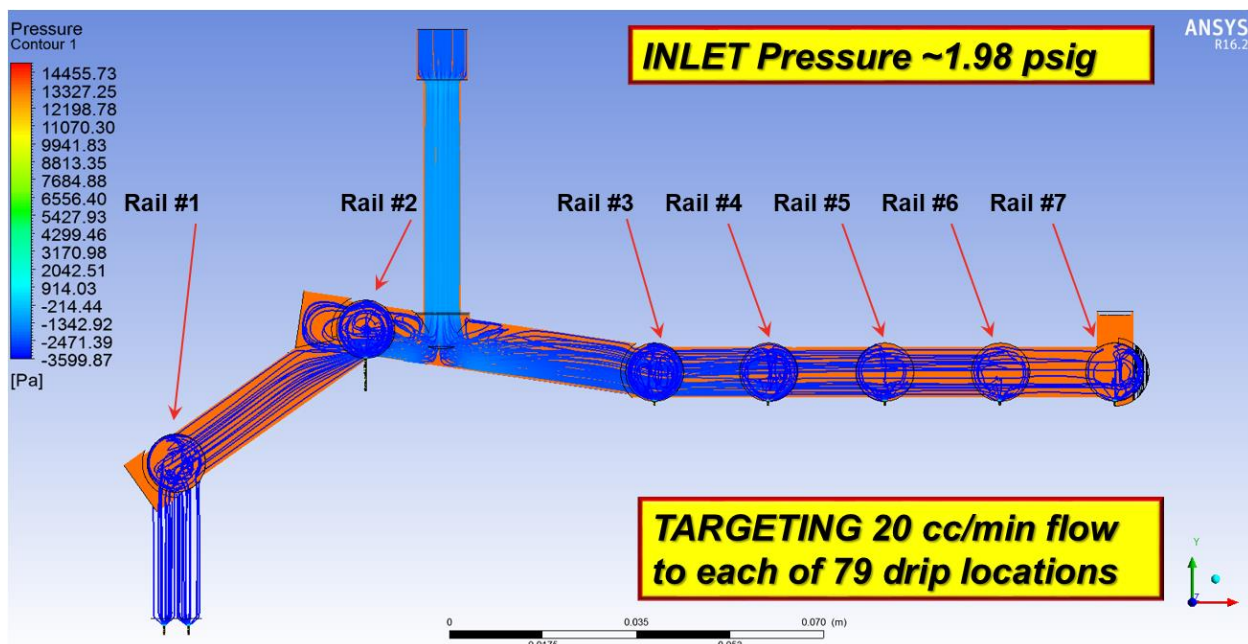 Pressure
Contour 1
14455.73
13327.25
12198.78
11070.30
9941.83
8813.35
7684.88
6556.40
5427.93
4299.46
3170.98
2042.51
914.03
-214.44
-1342.92
-2471.39
-3599.87
[Pa]
ANSYS
R16.2
INLET Pressure ~1.98 psig
Rail #1
Rail #2
Rail #3
Rail #4
Rail #5
Rail #6
Rail #7
TARGETING 20 cc/min flow
to each of 79 drip locations
0
0.035
0.070 (m)
0.0175
Y
Z